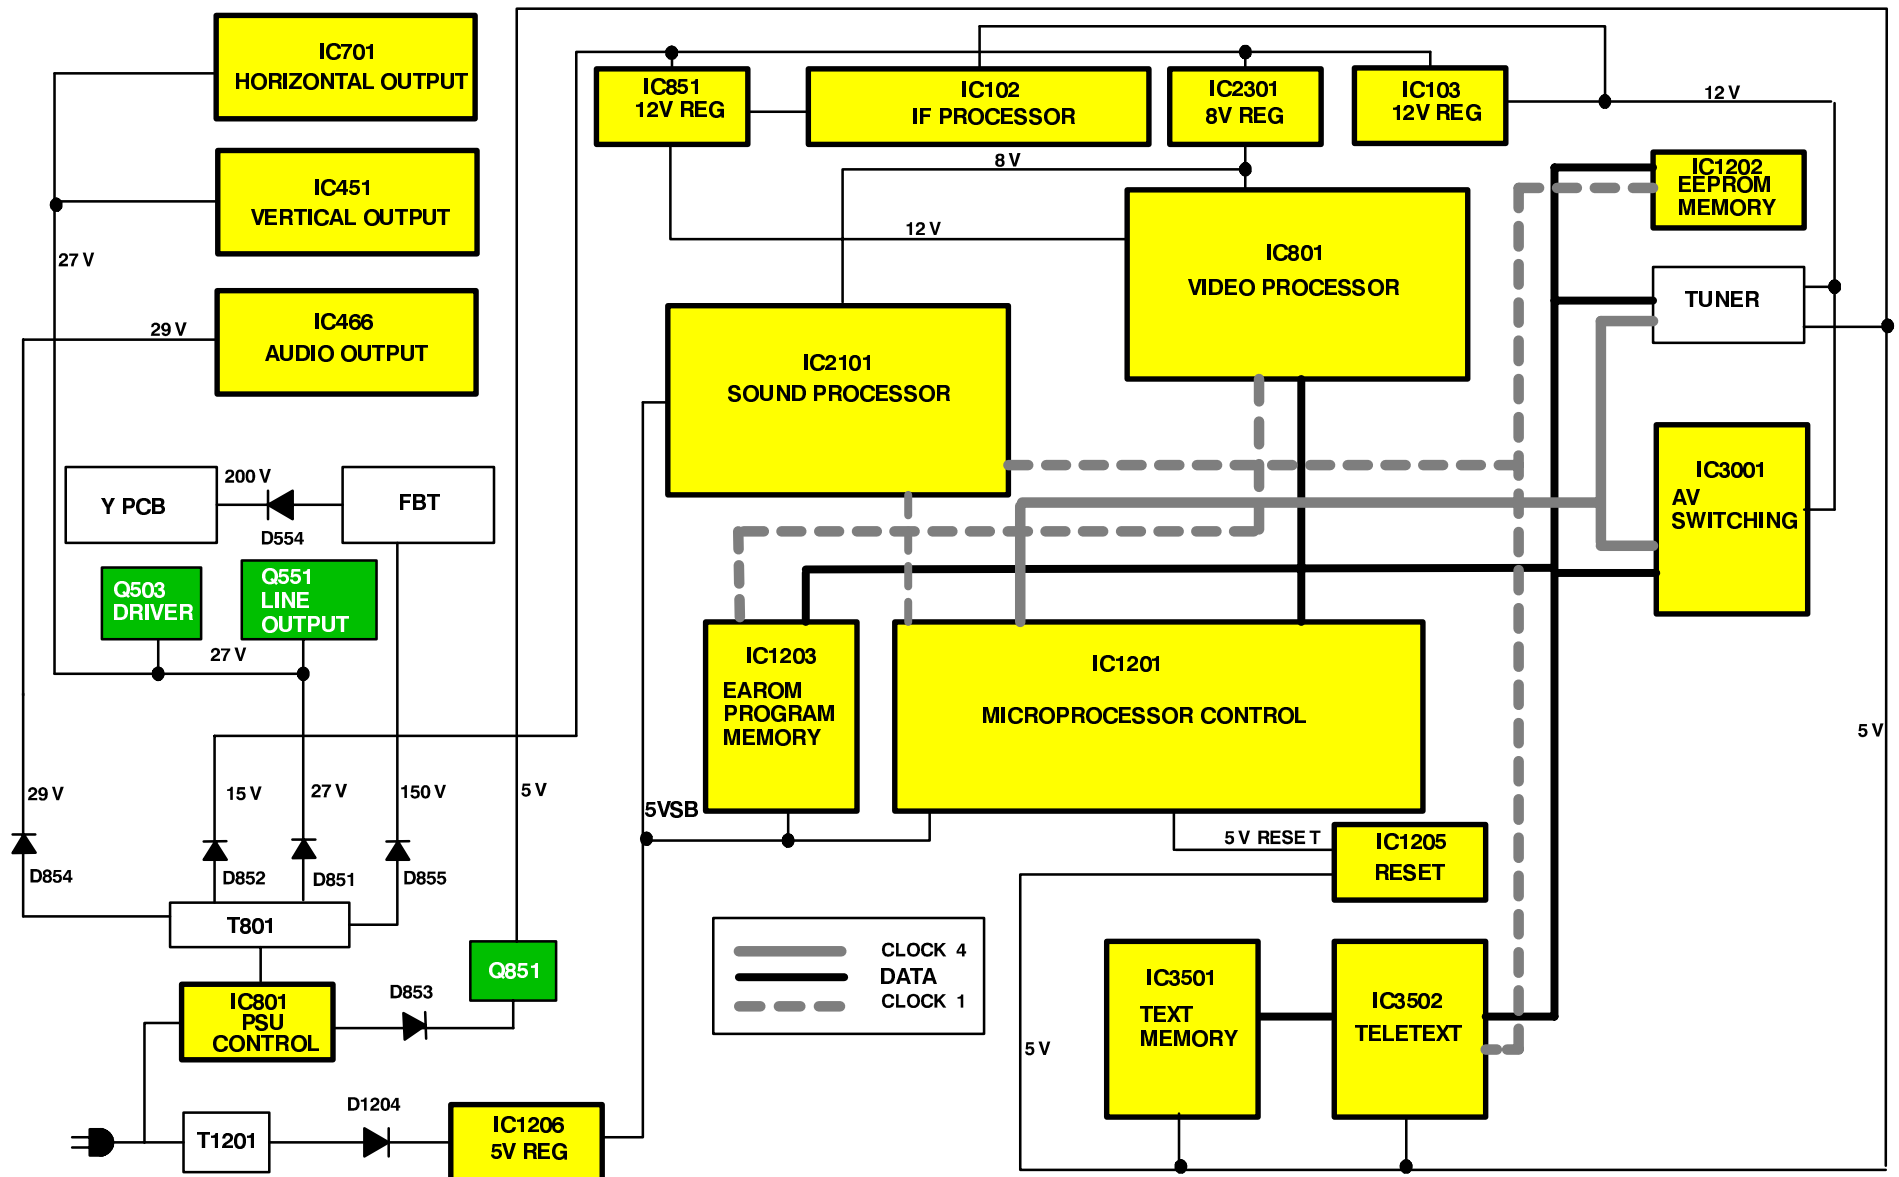 IC701
HORIZONTAL OUTPUT
IC451
VERTICAL OUTPUT
27 V
IC466
AUDIO OUTPUT
29 V
IC851
12V REG
IC102
IF PROCESSOR
IC2301
8V REG
IC103
12V REG
12 V
8 V
12 V
IC1202
EEPROM
MEMORY
IC801
VIDEO PROCESSOR
TUNER
IC2101
SOUND PROCESSOR
IC3001
AV
SWITCHING
Y PCB
200 V
D554
FBT
Q503
DRIVER
Q551
LINE
OUTPUT
27 V
IC1203
EAROM
PROGRAM
MEMORY
IC1201
MICROPROCESSOR CONTROL
5 V
29 V
15 V
27 V
150 V
5 V
5VSB
D854
D852
D851
D855
T801
5 V RESET
IC1205
RESET
CLOCK 4
DATA
CLOCK 1
Q851
IC801
PSU
CONTROL
D853
IC3501
TEXT
MEMORY
IC3502
TELETEXT
5 V
T1201
D1204
IC1206
5V REG